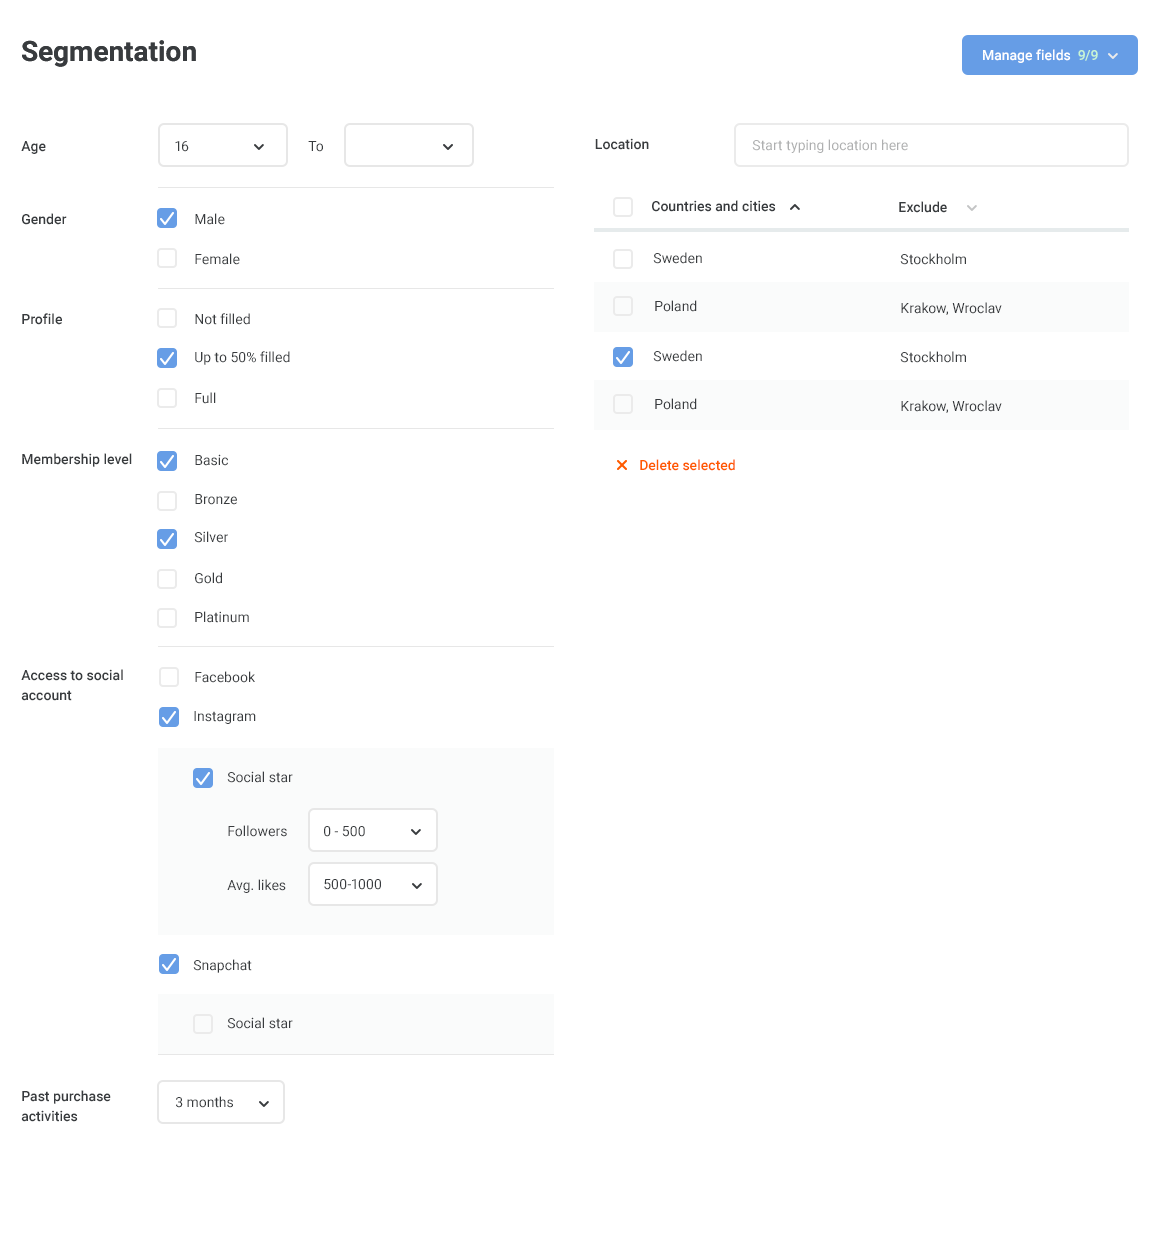 Segmentation
Manage fields 9/9
Age
16
To
Gender
Male
Female
Profile
Not filled
Up to 50% filled
Full
Membership level
Basic
Bronze
Silver
Gold
Platinum
Access to social
account
Facebook
Instagram
Social star
Followers
0 - 500
Avg. likes
500-1000
Snapchat
Social star
Past purchase
activities
3 months
Location
Start typing location here
Countries and cities
Exclude
Sweden
Stockholm
Poland
Krakow, Wroclav
Sweden
Stockholm
Poland
Krakow, Wroclav
Delete selected